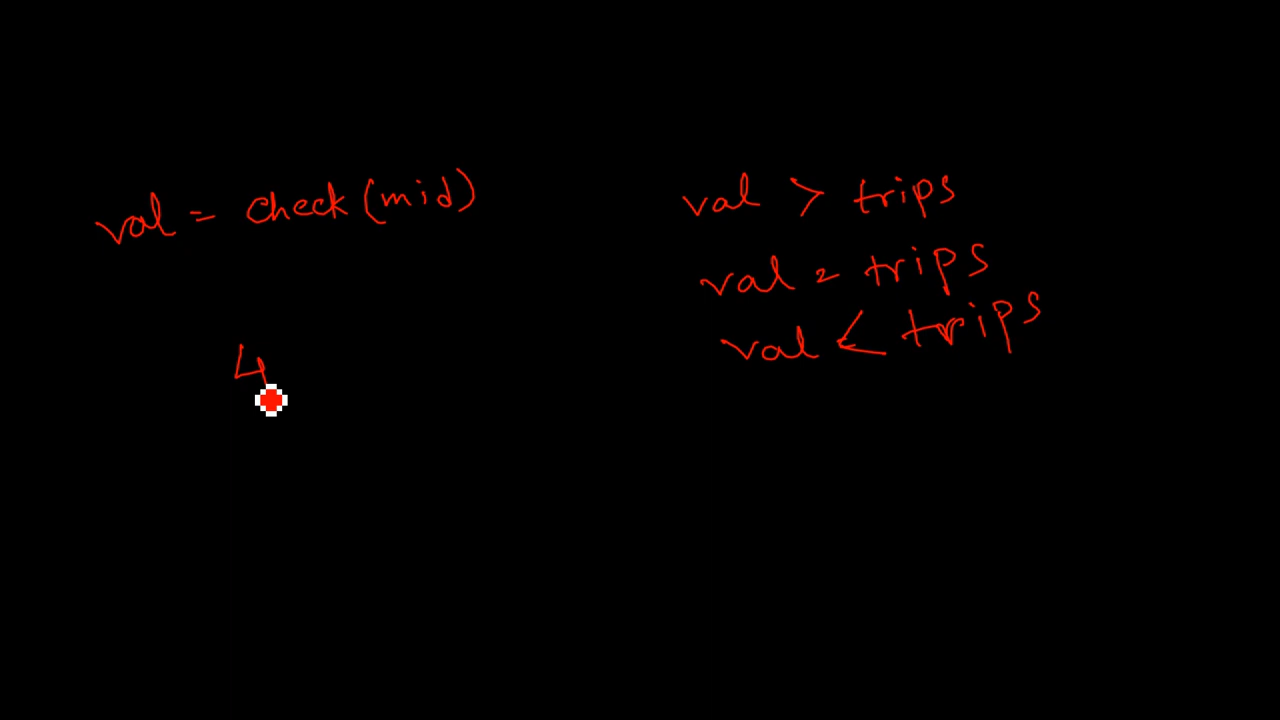 val = check(mid)
val > trips
val = trips
val < trips
4